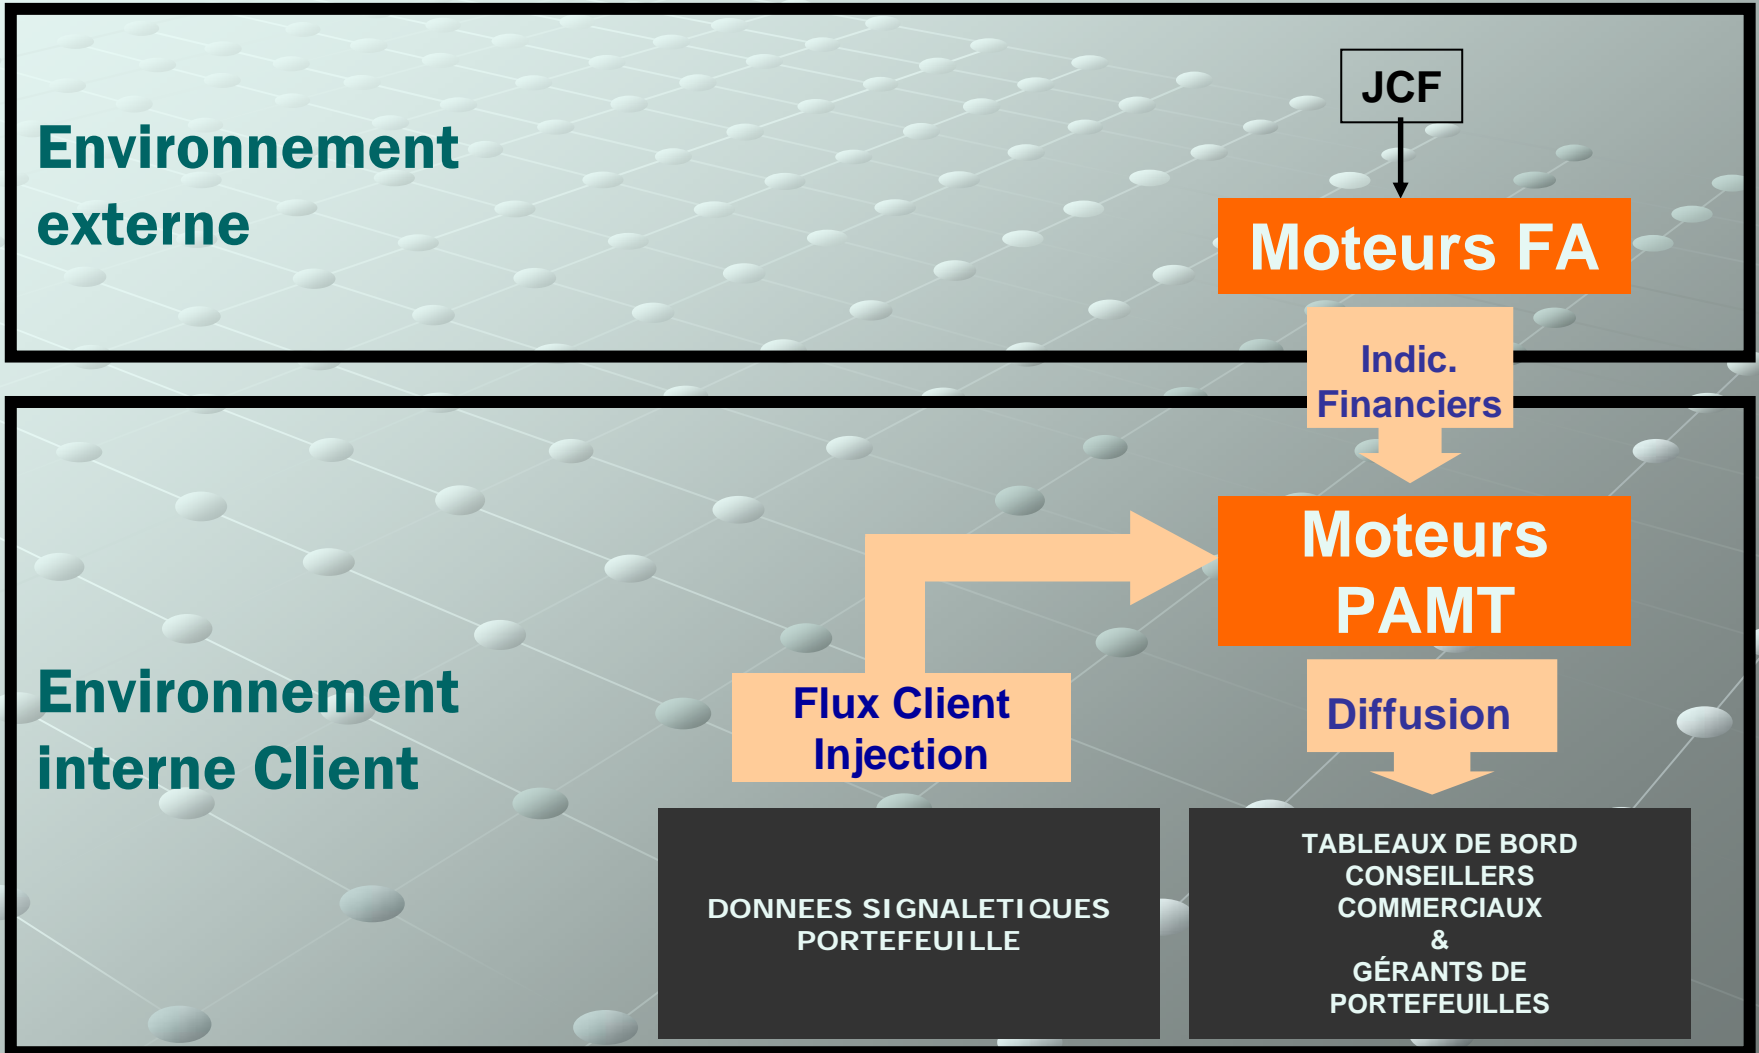 Environnement
externe
JCF
Moteurs FA
Indic.
Financiers
Environnement
interne Client
Moteurs
PAMT
Flux Client
Injection
Diffusion
DONNEES SIGNALETIQUES
PORTEFEUILLE
TABLEAUX DE BORD
CONSEILLERS
COMMERCIAUX
&
GÉRANTS DE
PORTEFEUILLES